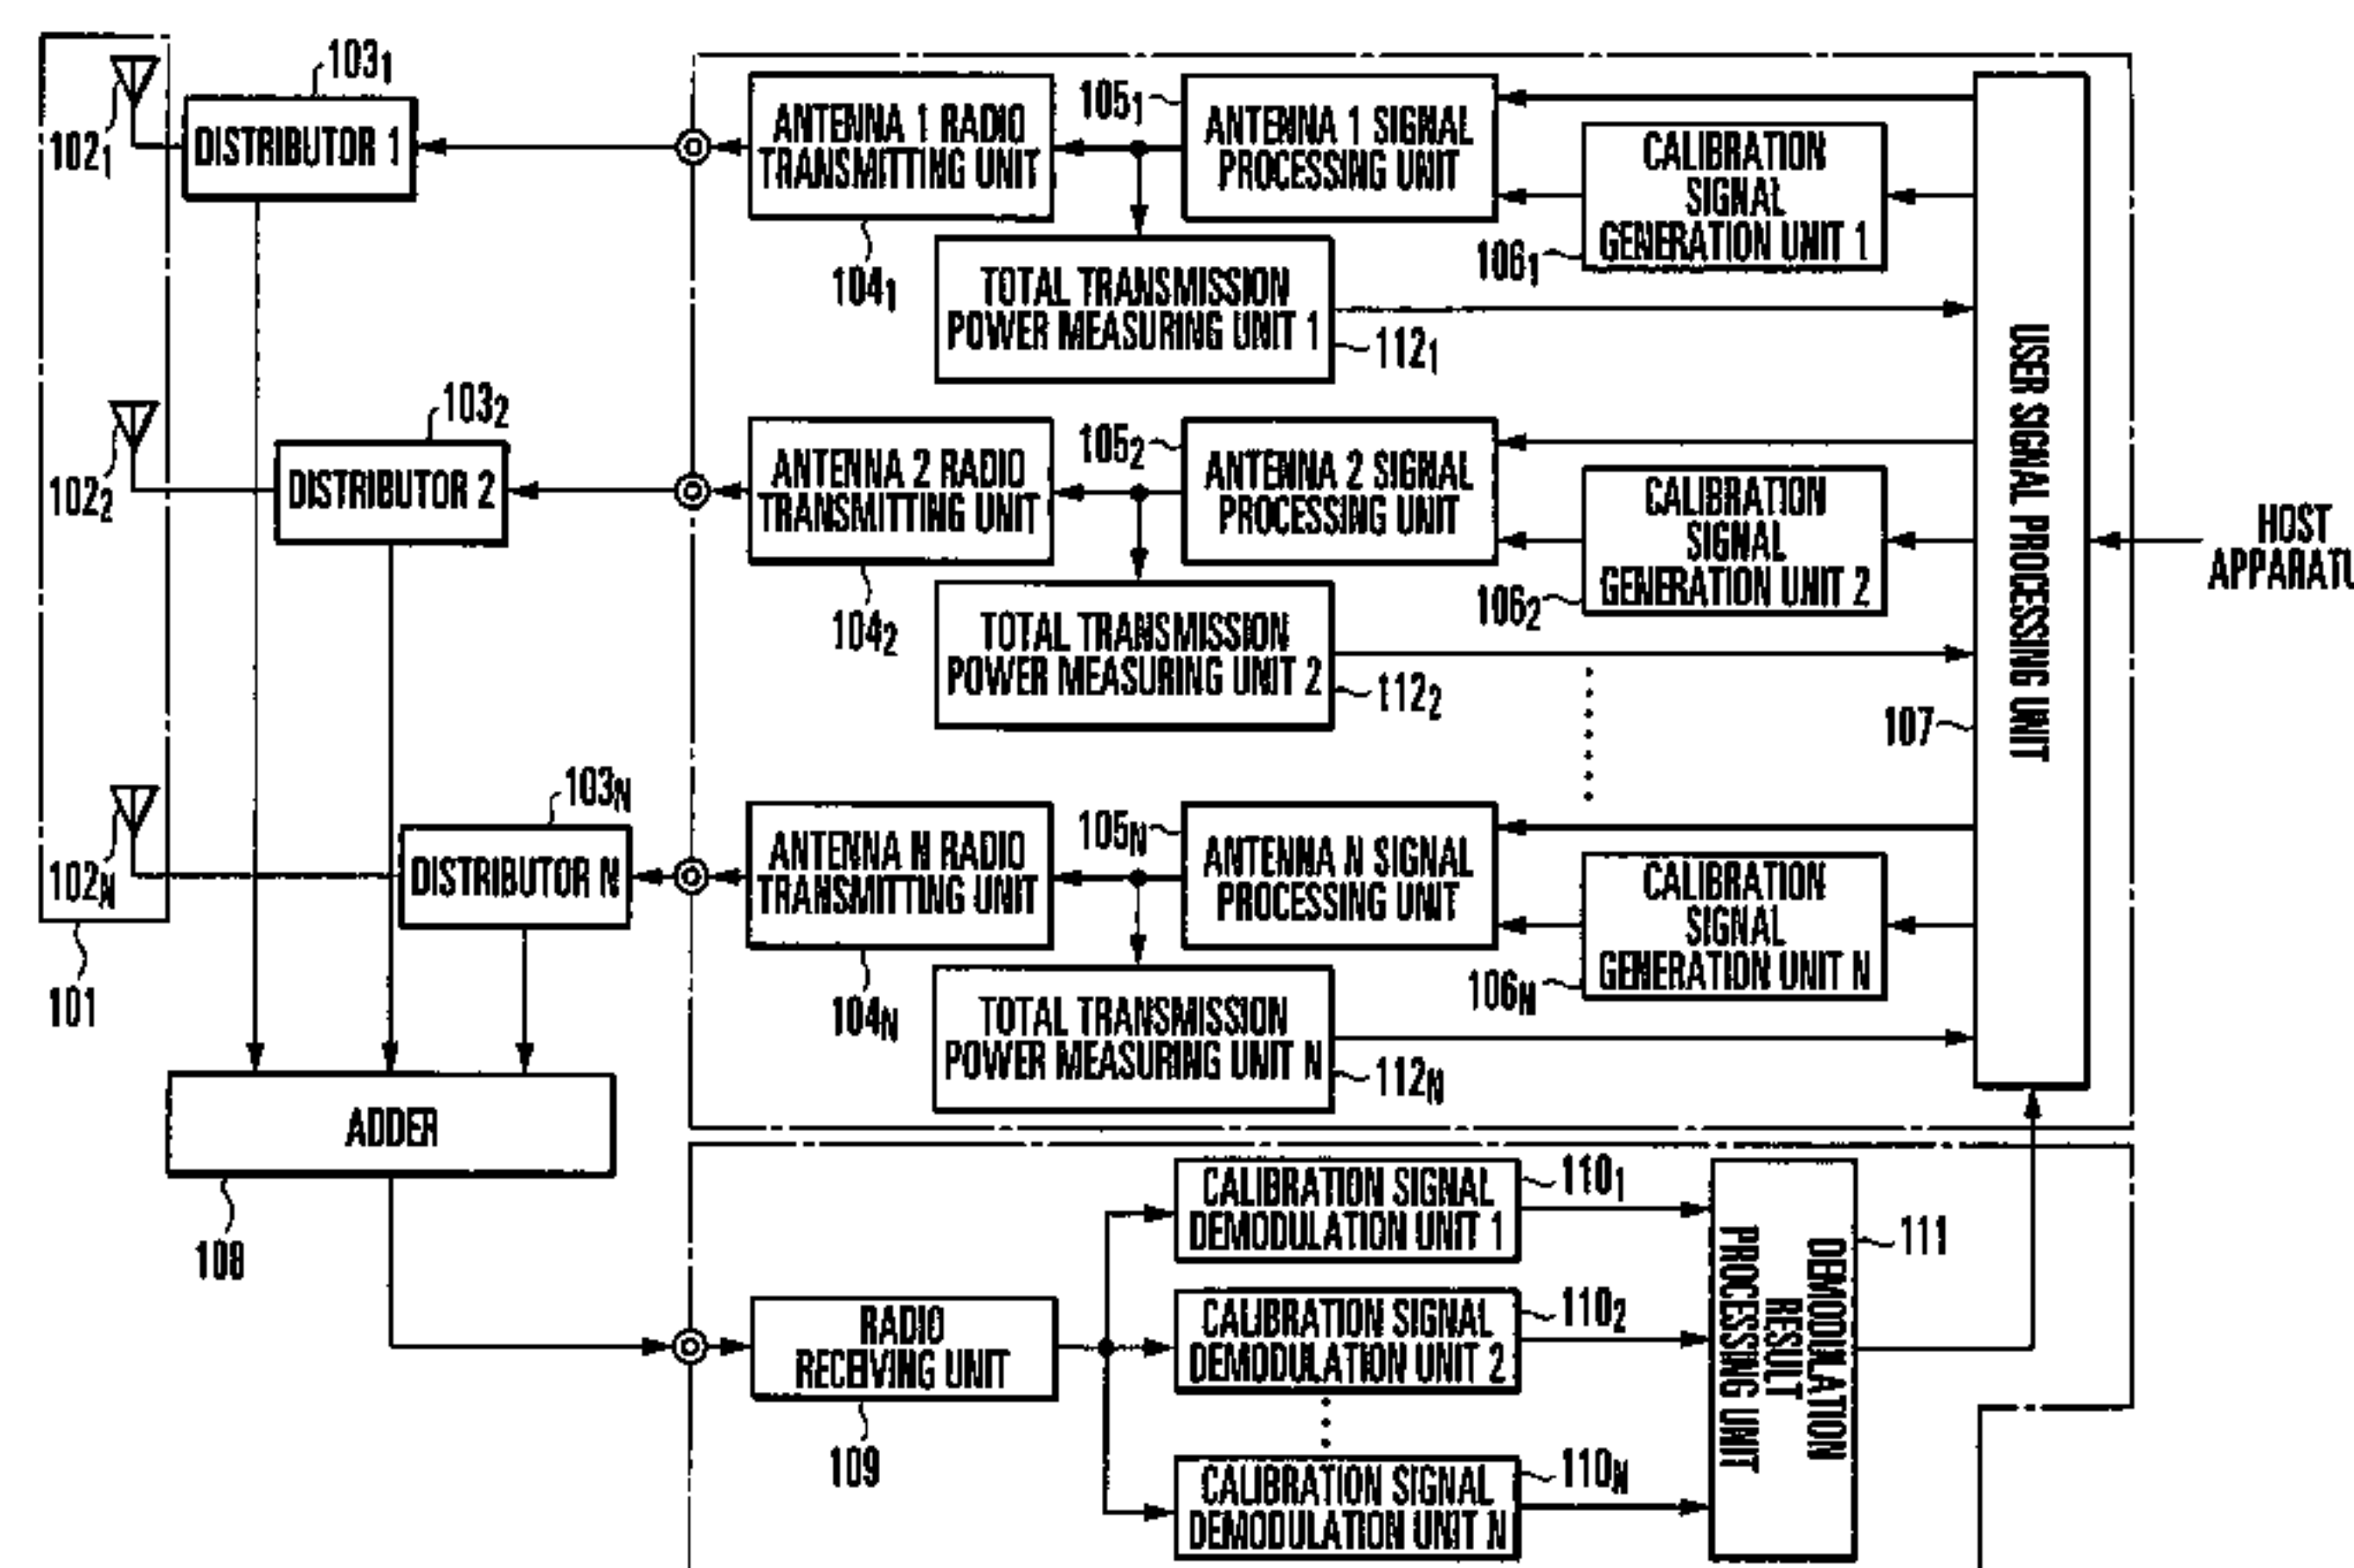 103₁
102₁
DISTRIBUTOR 1
ANTENNA 1 RADIO
TRANSMITTING UNIT
104₁
105₁
ANTENNA 1 SIGNAL
PROCESSING UNIT
CALIBRATION
SIGNAL
GENERATION UNIT 1
106₁
TOTAL TRANSMISSION
POWER MEASURING UNIT 1
112₁
USER SIGNAL PROCESSING UNIT
107
HOST
APPARATU
103₂
102₂
DISTRIBUTOR 2
ANTENNA 2 RADIO
TRANSMITTING UNIT
104₂
105₂
ANTENNA 2 SIGNAL
PROCESSING UNIT
CALIBRATION
SIGNAL
GENERATION UNIT 2
106₂
TOTAL TRANSMISSION
POWER MEASURING UNIT 2
112₂
103N
102N
DISTRIBUTOR N
101
ANTENNA N RADIO
TRANSMITTING UNIT
104N
105N
ANTENNA N SIGNAL
PROCESSING UNIT
CALIBRATION
SIGNAL
GENERATION UNIT N
106N
TOTAL TRANSMISSION
POWER MEASURING UNIT N
112N
ADDER
108
RADIO
RECEIVING UNIT
109
CALIBRATION SIGNAL
DEMODULATION UNIT 1
110₁
CALIBRATION SIGNAL
DEMODULATION UNIT 2
110₂
CALIBRATION SIGNAL
DEMODULATION UNIT N
110N
DEMODULATION
RESULT
PROCESSING UNIT
111